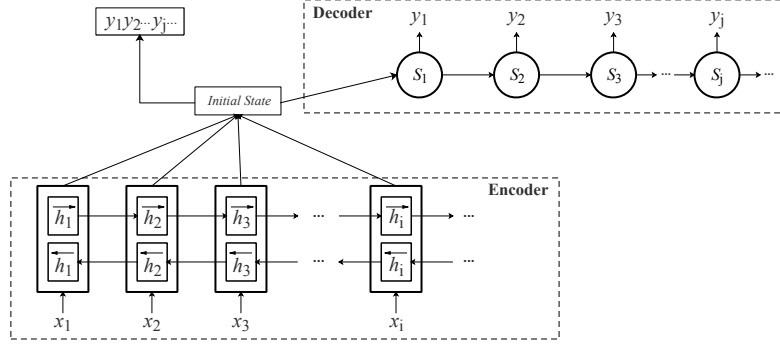 Decoder
y₁y₂···yⱼ···
y₁ y₂ y₃ yⱼ
S₁ S₂ S₃ ··· Sⱼ ···
Initial State
Encoder
→h₁ →h₂ →h₃ ··· →hᵢ ···
←h₁ ←h₂ ←h₃ ··· ←hᵢ ···
x₁ x₂ x₃ xᵢ